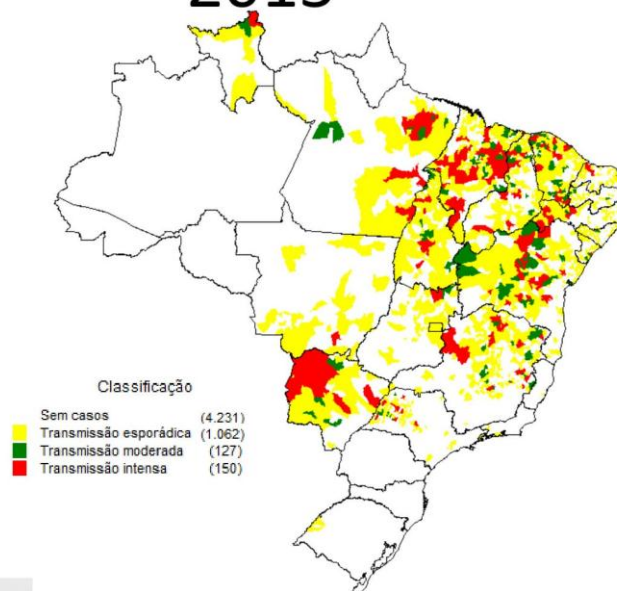 Classificação
Sem casos (4.231)
Transmissão esporádica (1.062)
Transmissão moderada (127)
Transmissão intensa (150)